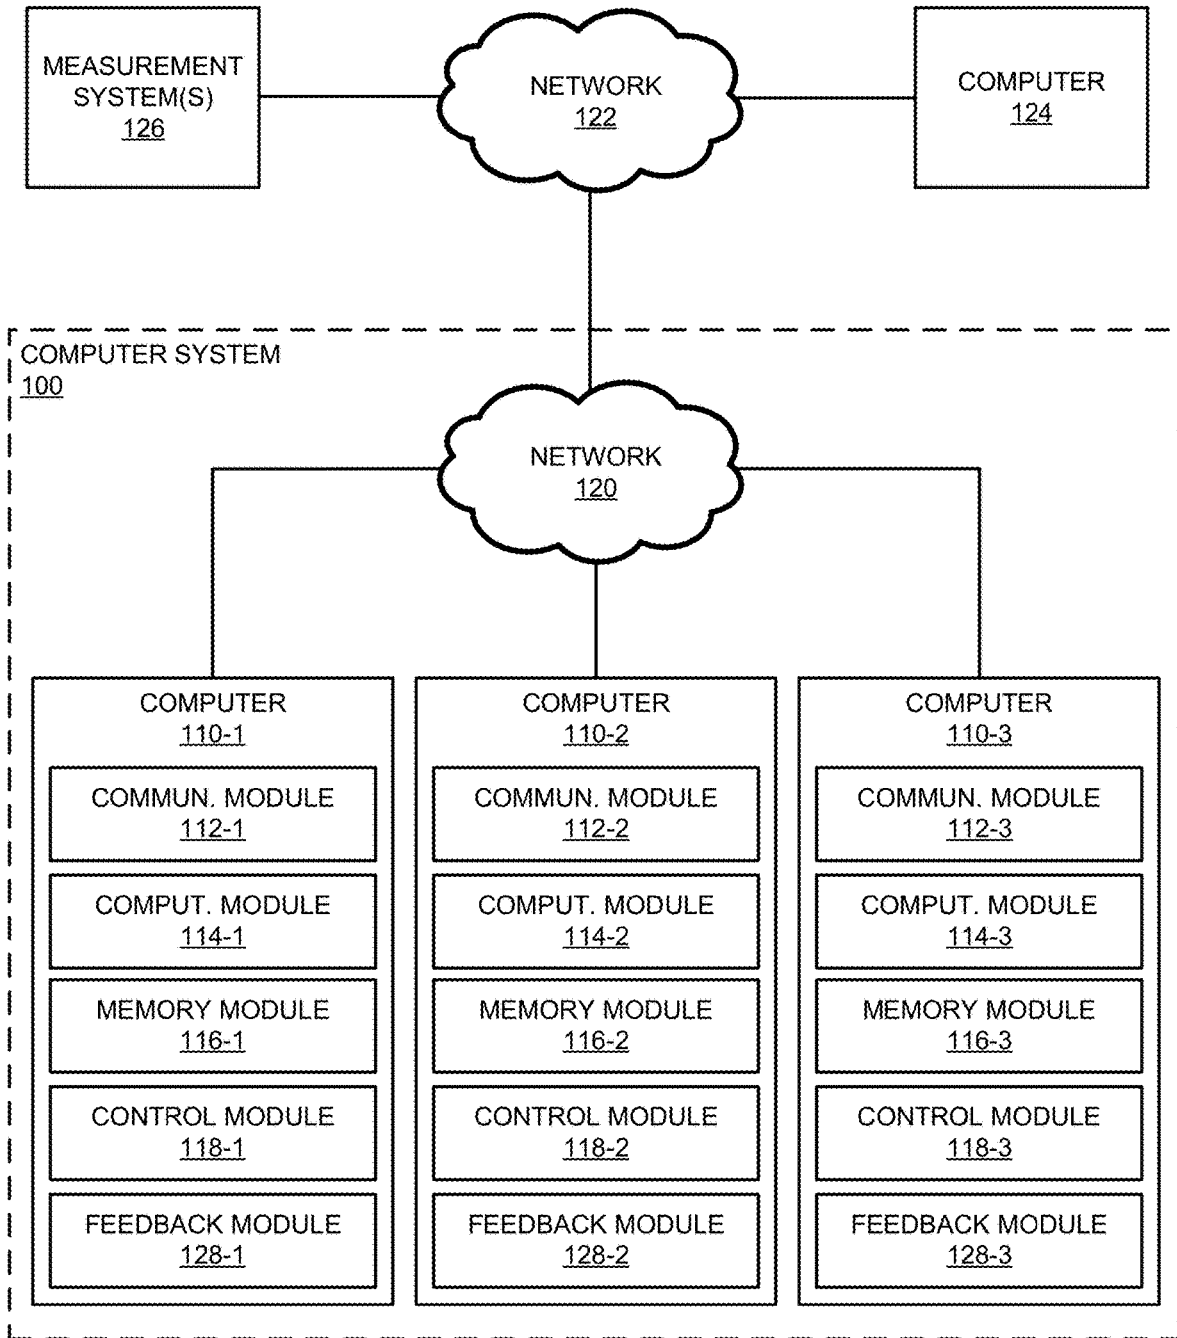 MEASUREMENT
SYSTEM(S)
126
NETWORK
122
COMPUTER
124
COMPUTER SYSTEM
100
NETWORK
120
COMPUTER
110-1
COMMUN. MODULE
112-1
COMPUT. MODULE
114-1
MEMORY MODULE
116-1
CONTROL MODULE
118-1
FEEDBACK MODULE
128-1
COMPUTER
110-2
COMMUN. MODULE
112-2
COMPUT. MODULE
114-2
MEMORY MODULE
116-2
CONTROL MODULE
118-2
FEEDBACK MODULE
128-2
COMPUTER
110-3
COMMUN. MODULE
112-3
COMPUT. MODULE
114-3
MEMORY MODULE
116-3
CONTROL MODULE
118-3
FEEDBACK MODULE
128-3